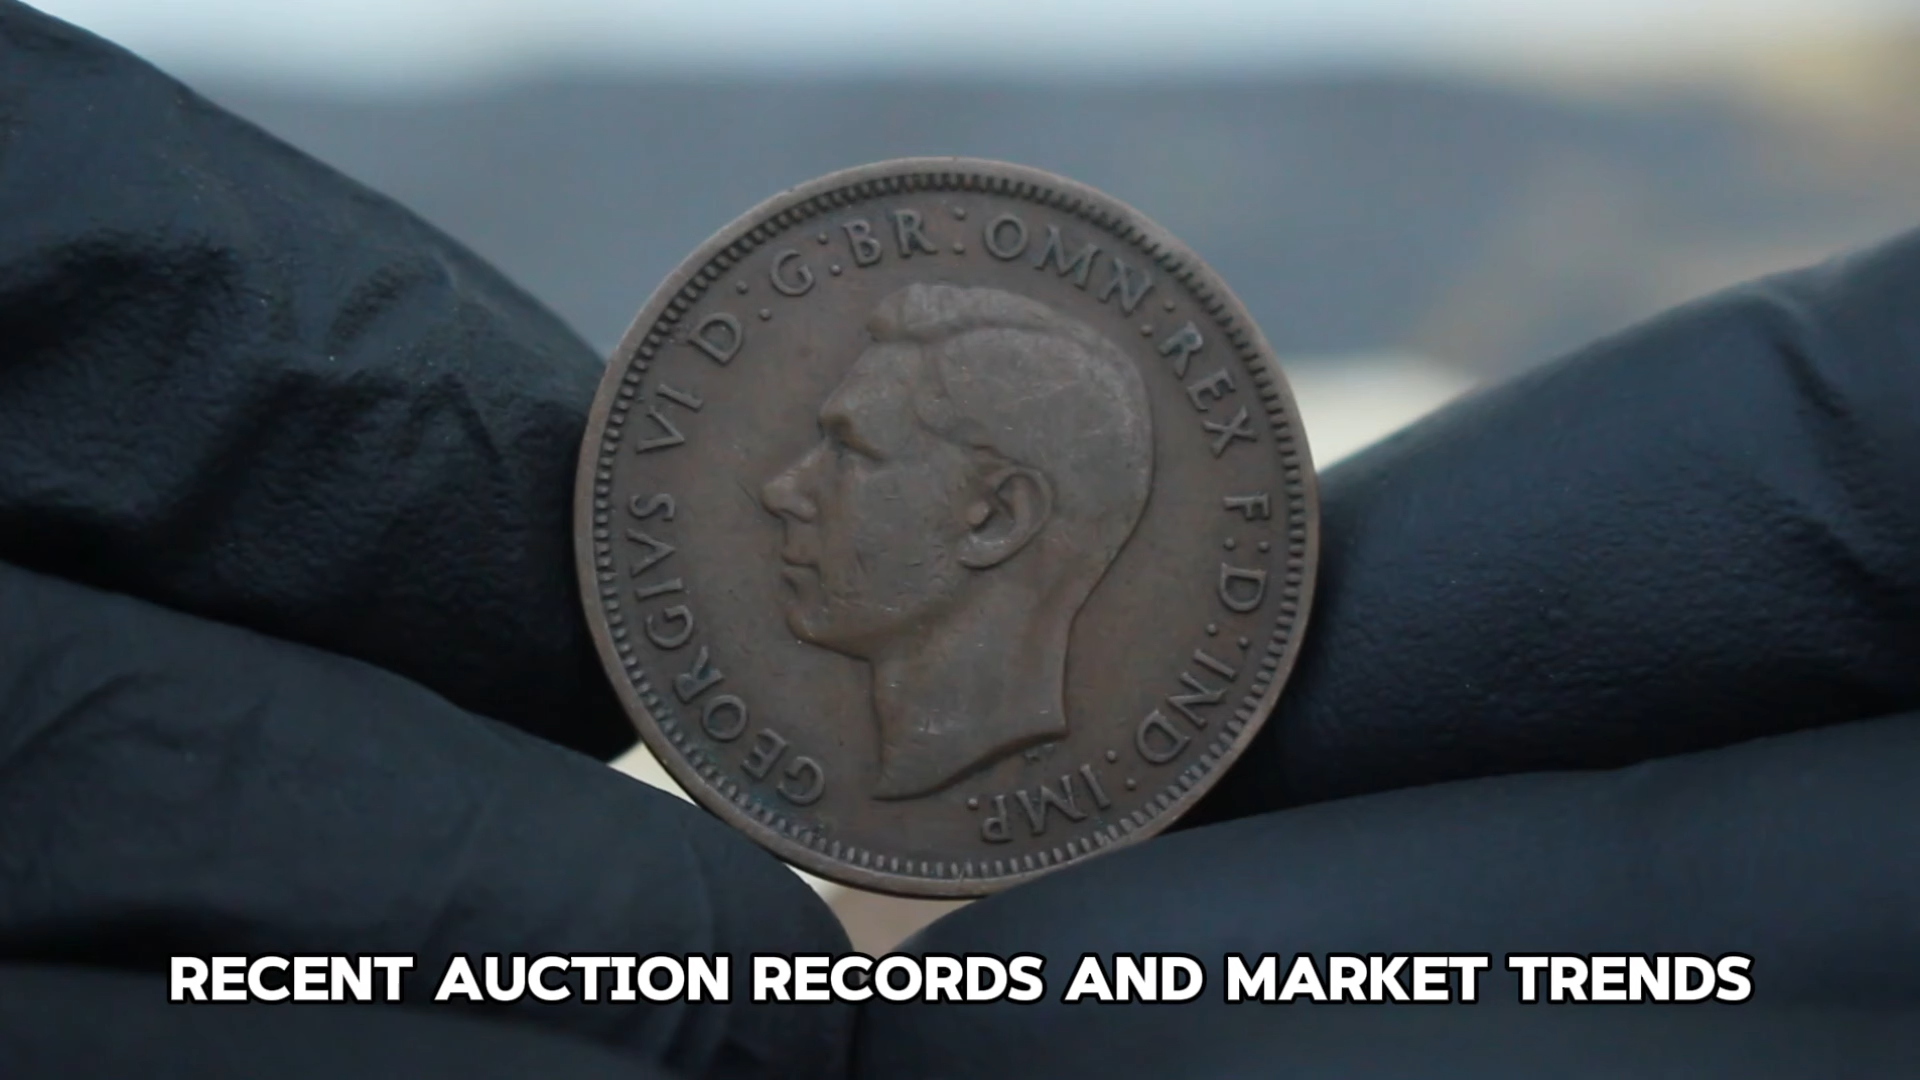 GEORGIVS VI D:G:BR:OMN:REX F:D:IND:IMP.
RECENT AUCTION RECORDS AND MARKET TRENDS